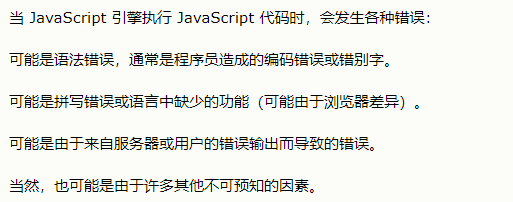 当 JavaScript 引擎执行 JavaScript 代码时，会发生各种错误：
可能是语法错误，通常是程序员造成的编码错误或错别字。
可能是拼写错误或语言中缺少的功能（可能由于浏览器差异）。
可能是由于来自服务器或用户的错误输出而导致的错误。
当然，也可能是由于许多其他不可预知的因素。